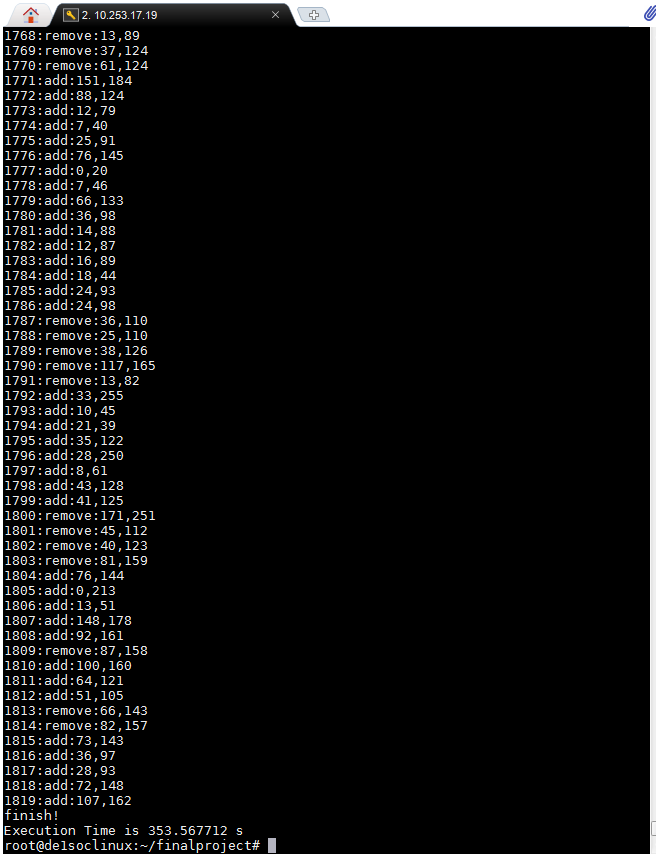 2. 10.253.17.19
1768:remove:13,89
1769:remove:37,124
1770:remove:61,124
1771:add:151,184
1772:add:88,124
1773:add:12,79
1774:add:7,40
1775:add:25,91
1776:add:76,145
1777:add:0,20
1778:add:7,46
1779:add:66,133
1780:add:36,98
1781:add:14,88
1782:add:12,87
1783:add:16,89
1784:add:18,44
1785:add:24,93
1786:add:24,98
1787:remove:36,110
1788:remove:25,110
1789:remove:38,126
1790:remove:117,165
1791:remove:13,82
1792:add:33,255
1793:add:10,45
1794:add:21,39
1795:add:35,122
1796:add:28,250
1797:add:8,61
1798:add:43,128
1799:add:41,125
1800:remove:171,251
1801:remove:45,112
1802:remove:40,123
1803:remove:81,159
1804:add:76,144
1805:add:0,213
1806:add:13,51
1807:add:148,178
1808:add:92,161
1809:remove:87,158
1810:add:100,160
1811:add:64,121
1812:add:51,105
1813:remove:66,143
1814:remove:82,157
1815:add:73,143
1816:add:36,97
1817:add:28,93
1818:add:72,148
1819:add:107,162
finish!
Execution Time is 353.567712 s
root@de1soclinux:~/finalproject#